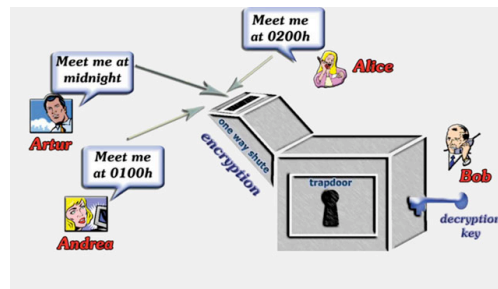 Meet me
at 0200h
Meet me at
midnight
Alice
Artur
one way shute
encryption
Meet me
at 0100h
Bob
trapdoor
decryption
key
Andrea